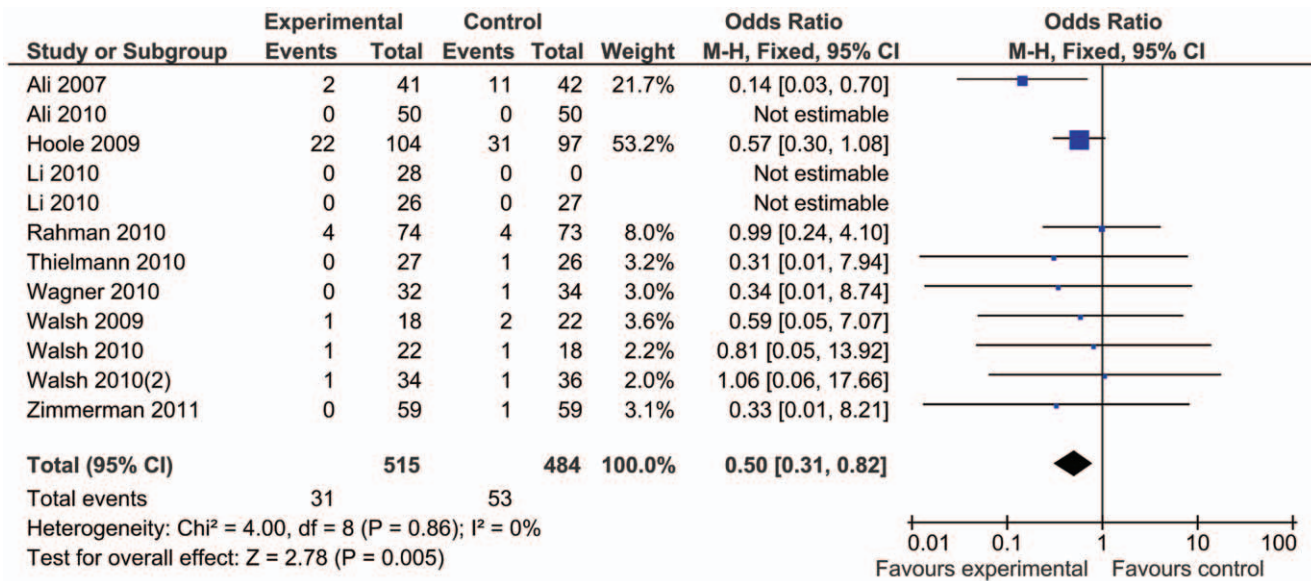 Experimental Control Odds Ratio Odds Ratio
Study or Subgroup Events Total Events Total Weight M-H, Fixed, 95% CI M-H, Fixed, 95% CI
Ali 2007 2 41 11 42 21.7% 0.14 [0.03, 0.70]
Ali 2010 0 50 0 50 Not estimable
Hoole 2009 22 104 31 97 53.2% 0.57 [0.30, 1.08]
Li 2010 0 28 0 0 Not estimable
Li 2010 0 26 0 27 Not estimable
Rahman 2010 4 74 4 73 8.0% 0.99 [0.24, 4.10]
Thielmann 2010 0 27 1 26 3.2% 0.31 [0.01, 7.94]
Wagner 2010 0 32 1 34 3.0% 0.34 [0.01, 8.74]
Walsh 2009 1 18 2 22 3.6% 0.59 [0.05, 7.07]
Walsh 2010 1 22 1 18 2.2% 0.81 [0.05, 13.92]
Walsh 2010(2) 1 34 1 36 2.0% 1.06 [0.06, 17.66]
Zimmerman 2011 0 59 1 59 3.1% 0.33 [0.01, 8.21]
Total (95% CI) 515 484 100.0% 0.50 [0.31, 0.82]
Total events 31 53
Heterogeneity: Chi² = 4.00, df = 8 (P = 0.86); I² = 0%
Test for overall effect: Z = 2.78 (P = 0.005)
0.01 0.1 1 10 100
Favours experimental Favours control